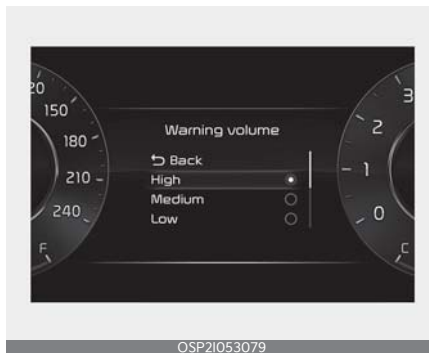 20
150
180
210
240
F
Warning volume
Back
High
Medium
Low
3
2
1
0
C
OSP2I053079